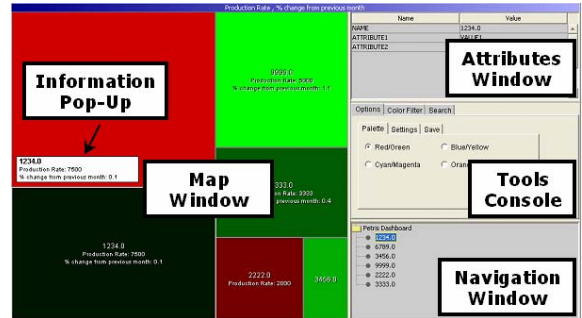 Production Rate , % change from previous month
Information
Pop-Up
1234.0
Production Rate: 7500
% change from previous month: 0.1
Map
Window
9999.0
Production Rate: 5000
% change from previous month: 1.1
333.0
Rate: 3333
previous month: 0.4
1234.0
Production Rate: 7500
% change from previous month: 0.1
2222.0
Production Rate: 2000
3456.0
Name Value
NAME 1234.0
ATTRIBUTE1 VALUE1
ATTRIBUTE2
Attributes
Window
Options Color Filter Search
Palette Settings Save
Red/Green Blue/Yellow
Cyan/Magenta Oran
Tools
Console
Petris Dashboard
1234.0
6789.0
3456.0
9999.0
2222.0
3333.0
Navigation
Window